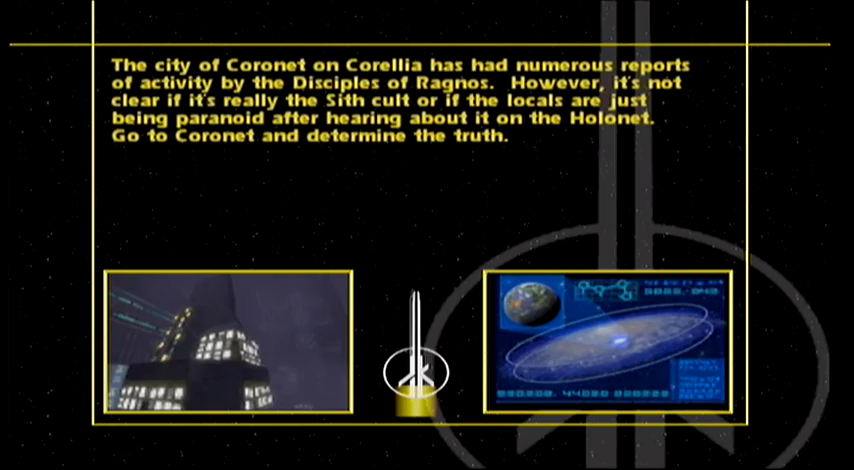 The city of Coronet on Corellia has had numerous reports
of activity by the Disciples of Ragnos.  However, it's not
clear if it's really the Sith cult or if the locals are just
being paranoid after hearing about it on the Holonet.
Go to Coronet and determine the truth.